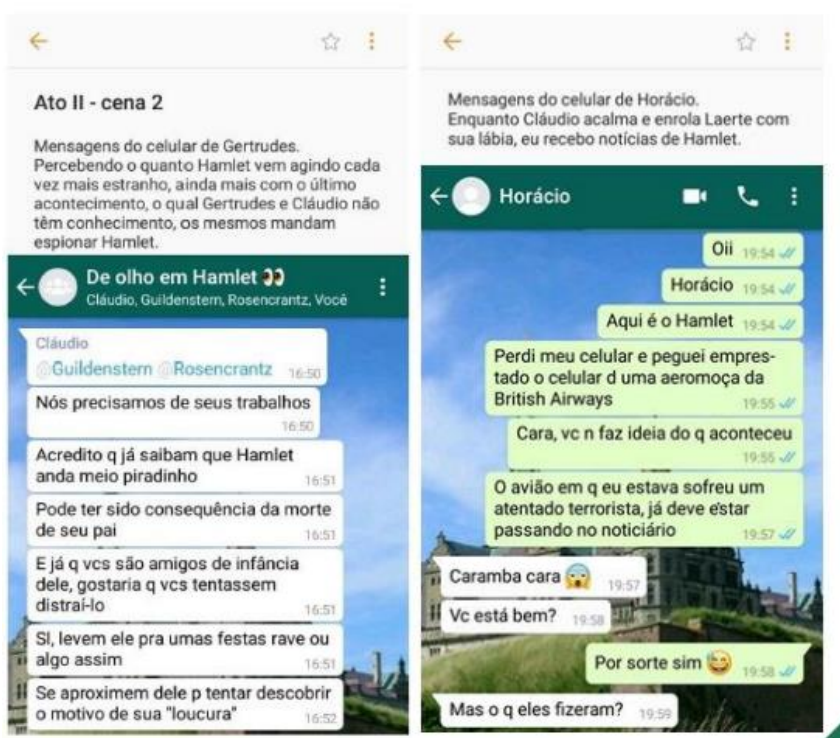 Ato II - cena 2
Mensagens do celular de Gertrudes.
Percebendo o quanto Hamlet vem agindo cada
vez mais estranho, ainda mais com o último
acontecimento, o qual Gertrudes e Cláudio não
têm conhecimento, os mesmos mandam
espionar Hamlet.
De olho em Hamlet 👀
Cláudio, Guildenstern, Rosencrantz, Você
Cláudio
@Guildenstern @Rosencrantz 16:50
Nós precisamos de seus trabalhos
16:50
Acredito q já saibam que Hamlet
anda meio piradinho 16:51
Pode ter sido consequência da morte
de seu pai 16:51
E já q vcs são amigos de infância
dele, gostaria q vcs tentassem
distraí-lo 16:51
Sl, levem ele pra umas festas rave ou
algo assim 16:51
Se aproximem dele p tentar descobrir
o motivo de sua "loucura" 16:52
Mensagens do celular de Horácio.
Enquanto Cláudio acalma e enrola Laerte com
sua lábia, eu recebo notícias de Hamlet.
Horácio
Oii 19:54
Horácio 19:54
Aqui é o Hamlet 19:54
Perdi meu celular e peguei empres-
tado o celular d uma aeromoça da
British Airways 19:55
Cara, vc n faz ideia do q aconteceu
19:55
O avião em q eu estava sofreu um
atentado terrorista, já deve e'star
passando no noticiário 19:57
Caramba cara 😱 19:57
Vc está bem? 19:58
Por sorte sim 😅 19:58
Mas o q eles fizeram? 19:59